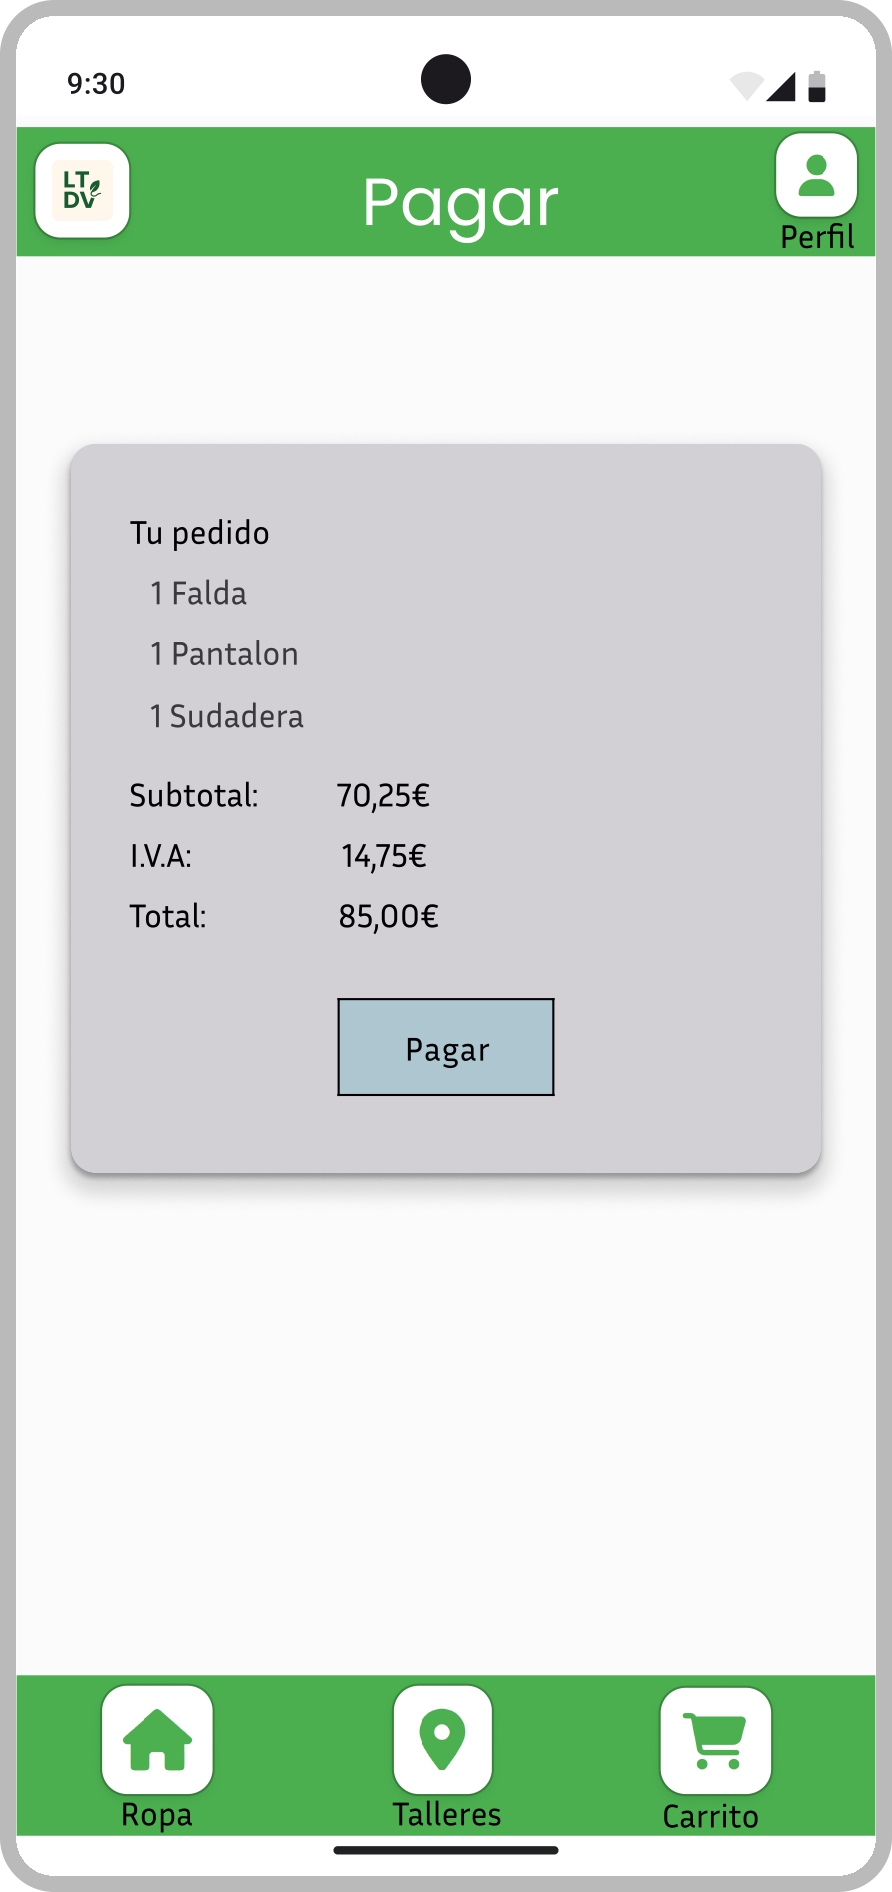 9:30
LT
DV
Pagar
Perfil
Tu pedido
1 Falda
1 Pantalon
1 Sudadera
Subtotal: 70,25€
I.V.A: 14,75€
Total: 85,00€
Pagar
Ropa Talleres Carrito